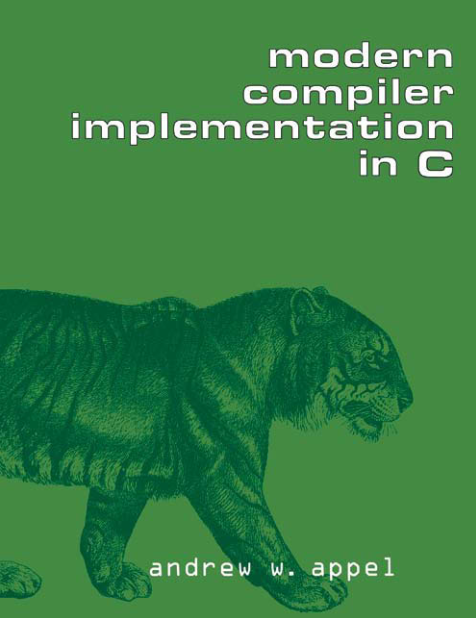 modern
compiler
implementation
in C
andrew w. appel